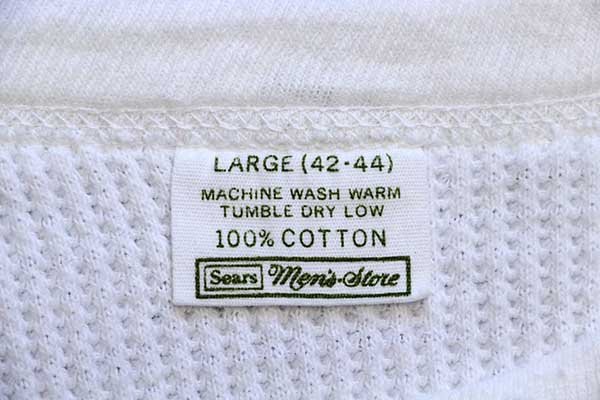 LARGE (42-44)
MACHINE WASH WARM
TUMBLE DRY LOW
100% COTTON
Sears Men's-Store